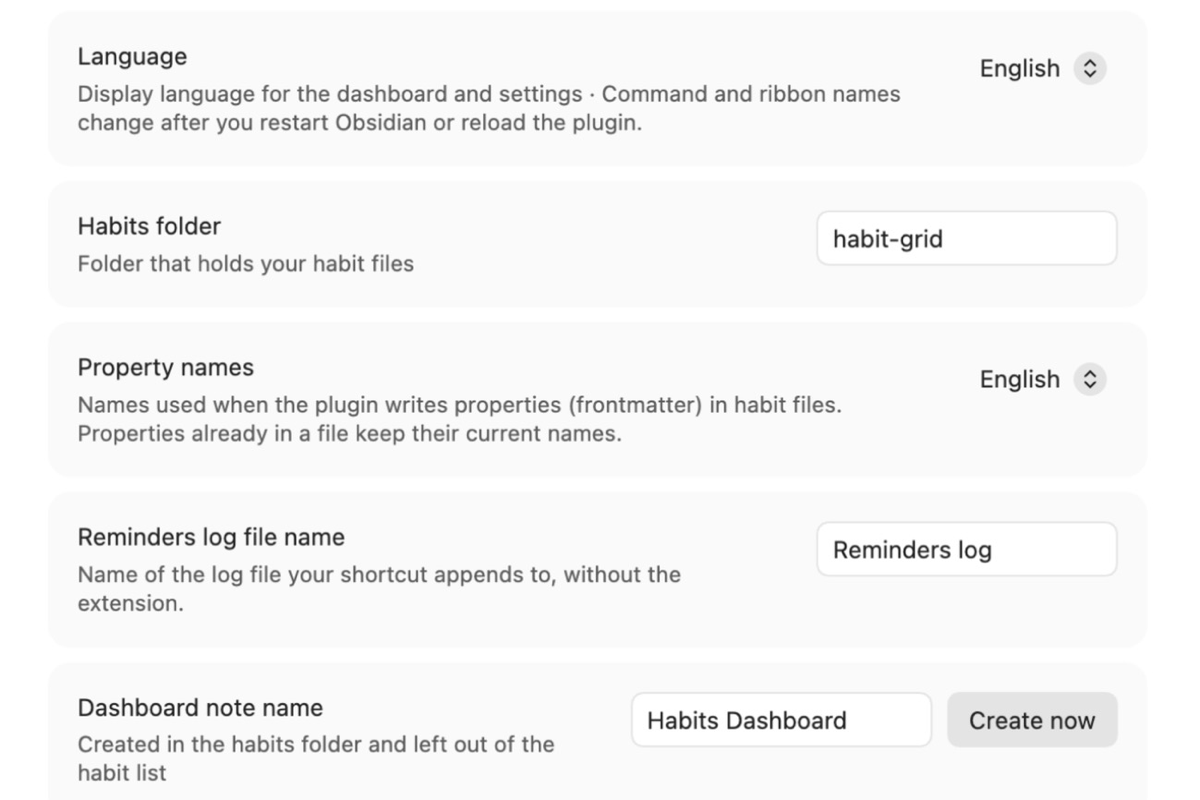 Language
English
Display language for the dashboard and settings · Command and ribbon names
change after you restart Obsidian or reload the plugin.
Habits folder
habit-grid
Folder that holds your habit files
Property names
English
Names used when the plugin writes properties (frontmatter) in habit files.
Properties already in a file keep their current names.
Reminders log file name
Reminders log
Name of the log file your shortcut appends to, without the
extension.
Dashboard note name
Habits Dashboard
Create now
Created in the habits folder and left out of the
habit list